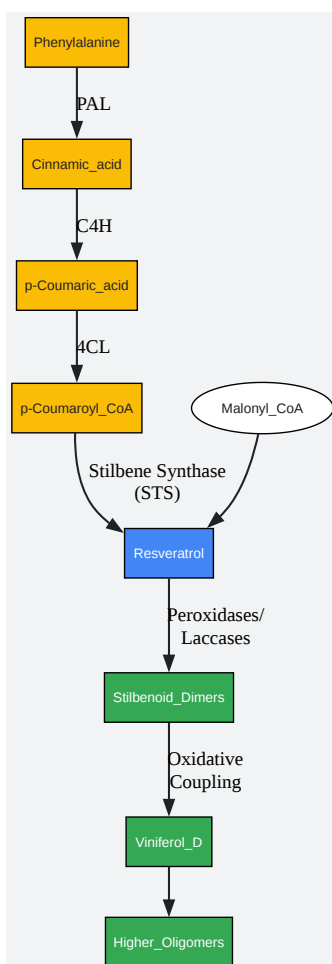 Phenylalanine
PAL
Cinnamic_acid
C4H
p-Coumaric_acid
4CL
p-Coumaroyl_CoA
Malonyl_CoA
Stilbene Synthase
(STS)
Resveratrol
Peroxidases/
Laccases
Stilbenoid_Dimers
Oxidative
Coupling
Viniferol_D
Higher_Oligomers